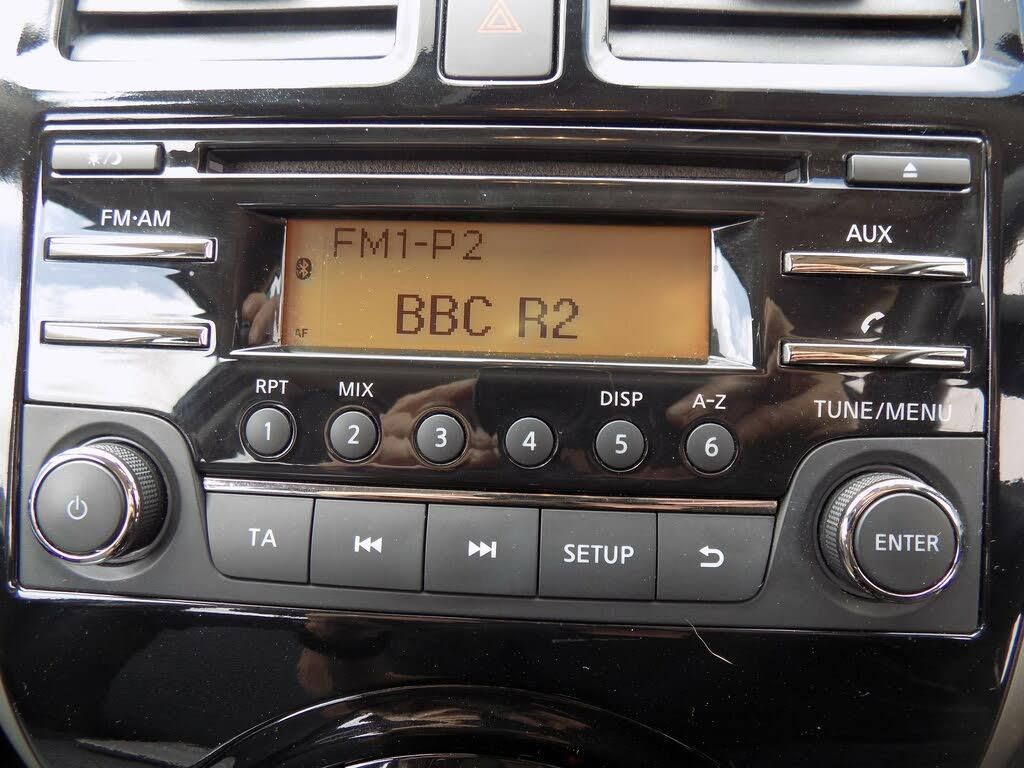 FM•AM
FM1-P2
AUX
BBC R2
AF
RPT
MIX
DISP
A-Z
TUNE/MENU
1
2
3
4
5
6
TA
SETUP
ENTER